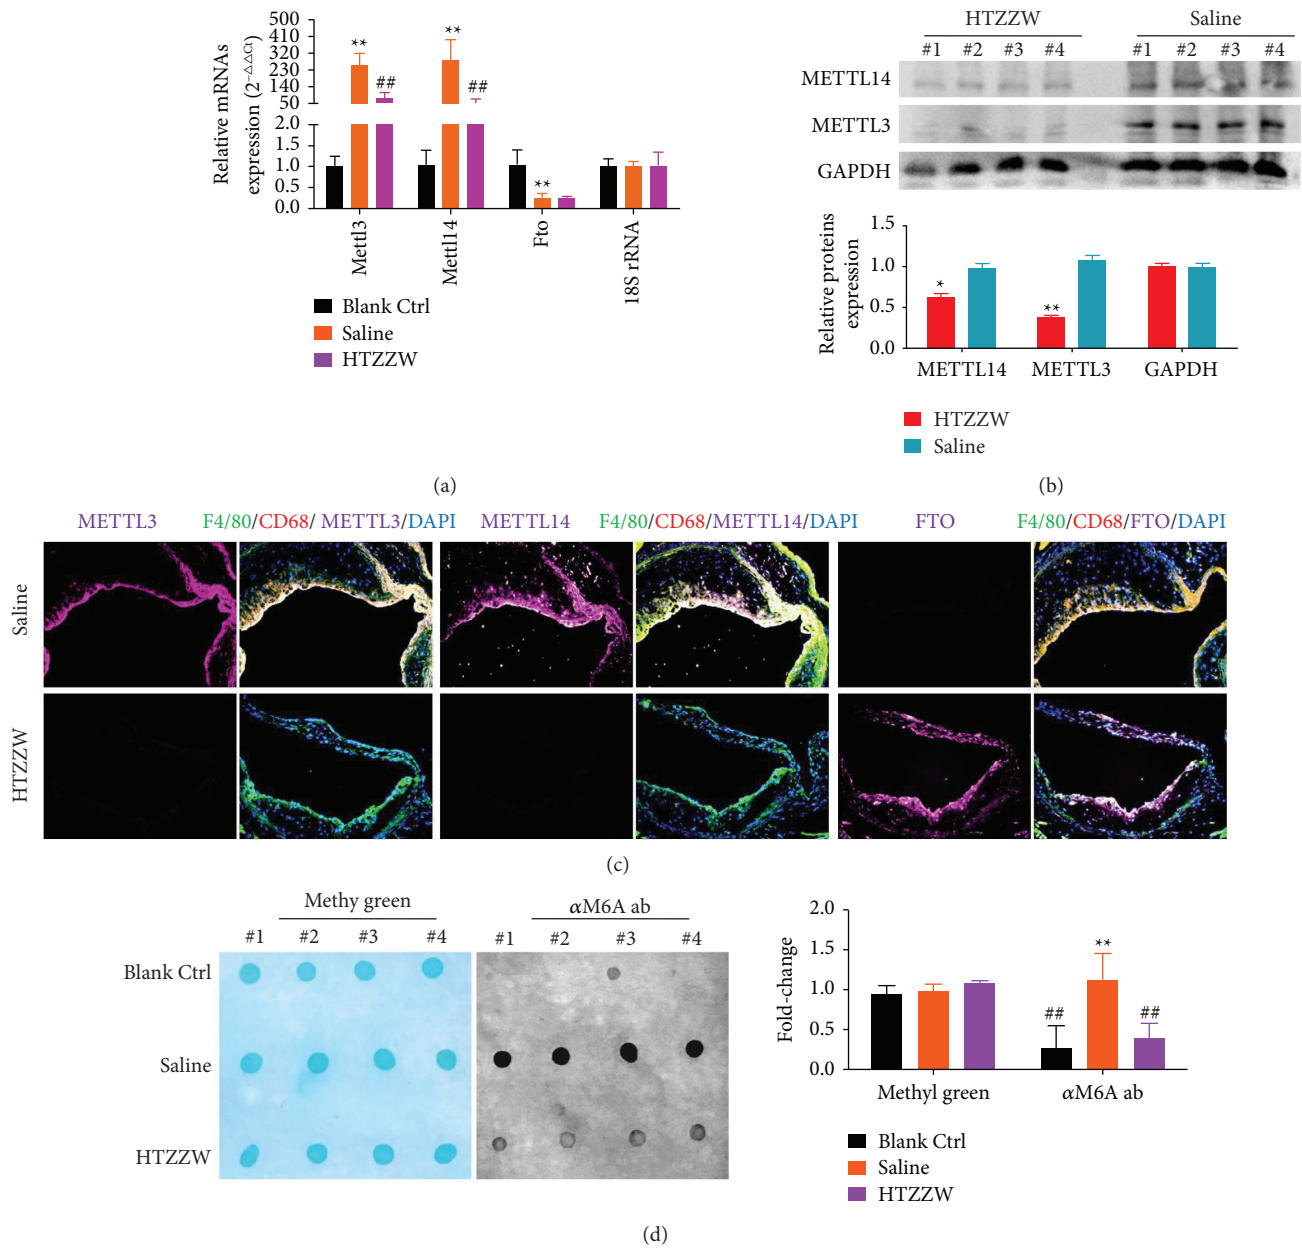 Relative mRNAs
expression (2−△△Ct)
500
410
320
230
140
50
2.0
1.5
1.0
0.5
0.0
** ## ** ## **
Mettl3
Mettl14
Fto
18S rRNA
Blank Ctrl
Saline
HTZZW
(a)
HTZZW Saline
#1 #2 #3 #4 #1 #2 #3 #4
METTL14
METTL3
GAPDH
Relative proteins
expression
1.5
1.0
0.5
0.0
* **
METTL14 METTL3 GAPDH
HTZZW
Saline
(b)
METTL3 F4/80/CD68/ METTL3/DAPI METTL14 F4/80/CD68/METTL14/DAPI FTO F4/80/CD68/FTO/DAPI
Saline
HTZZW
(c)
Methy green αM6A ab
#1 #2 #3 #4 #1 #2 #3 #4
Blank Ctrl
Saline
HTZZW
Fold-change
2.0
1.5
1.0
0.5
0.0
## ** ##
Methyl green αM6A ab
Blank Ctrl
Saline
HTZZW
(d)